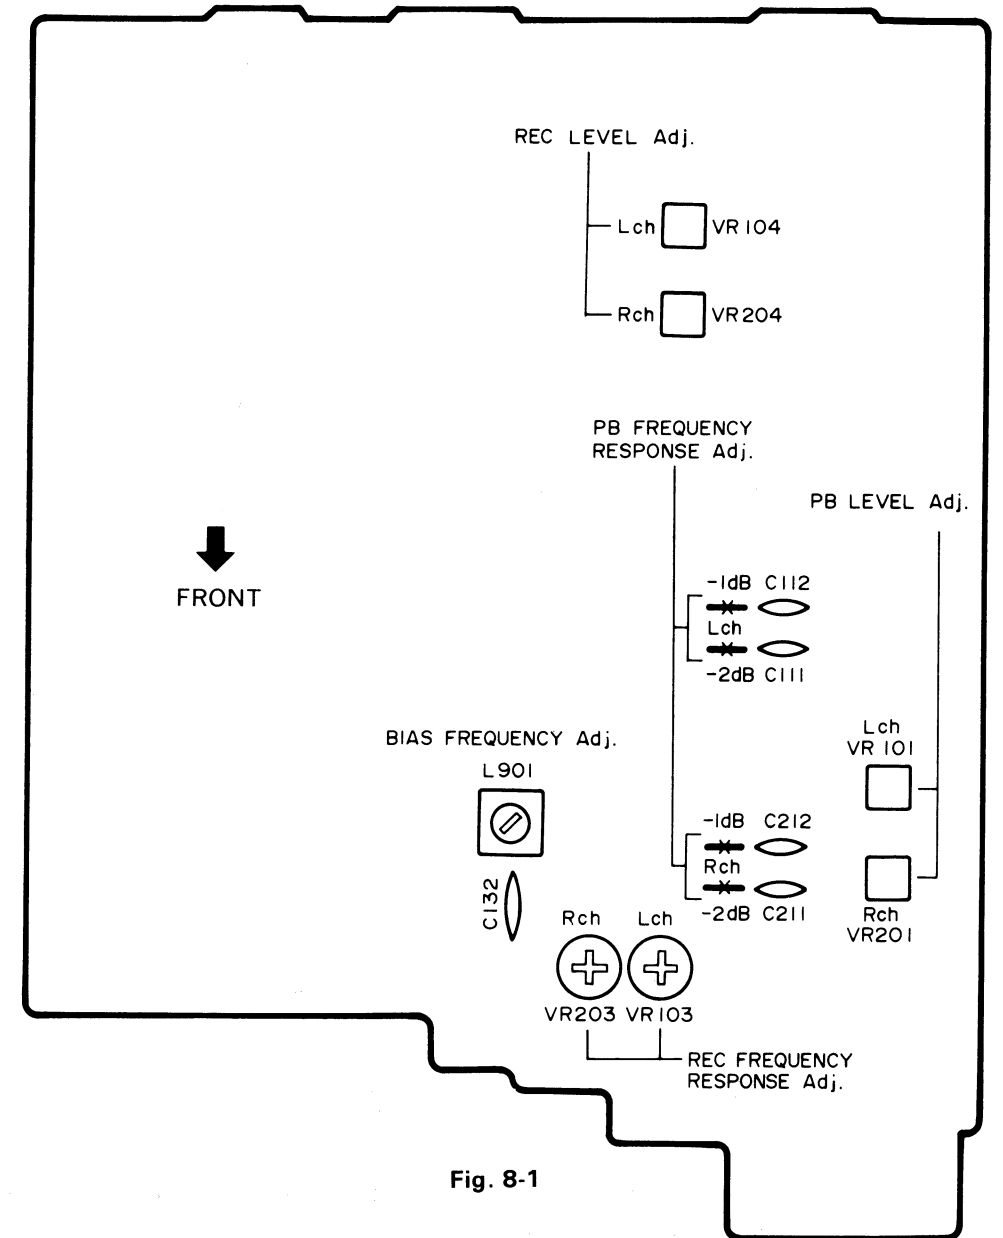 REC LEVEL Adj.
Lch VR104
Rch VR204
PB FREQUENCY
RESPONSE Adj.
PB LEVEL Adj.
FRONT
-1dB C112
Lch
-2dB C111
Lch
VR101
BIAS FREQUENCY Adj.
L901
-1dB C212
Rch
-2dB C211
C132
Rch
VR201
Rch Lch
VR203 VR103
REC FREQUENCY
RESPONSE Adj.
Fig. 8-1